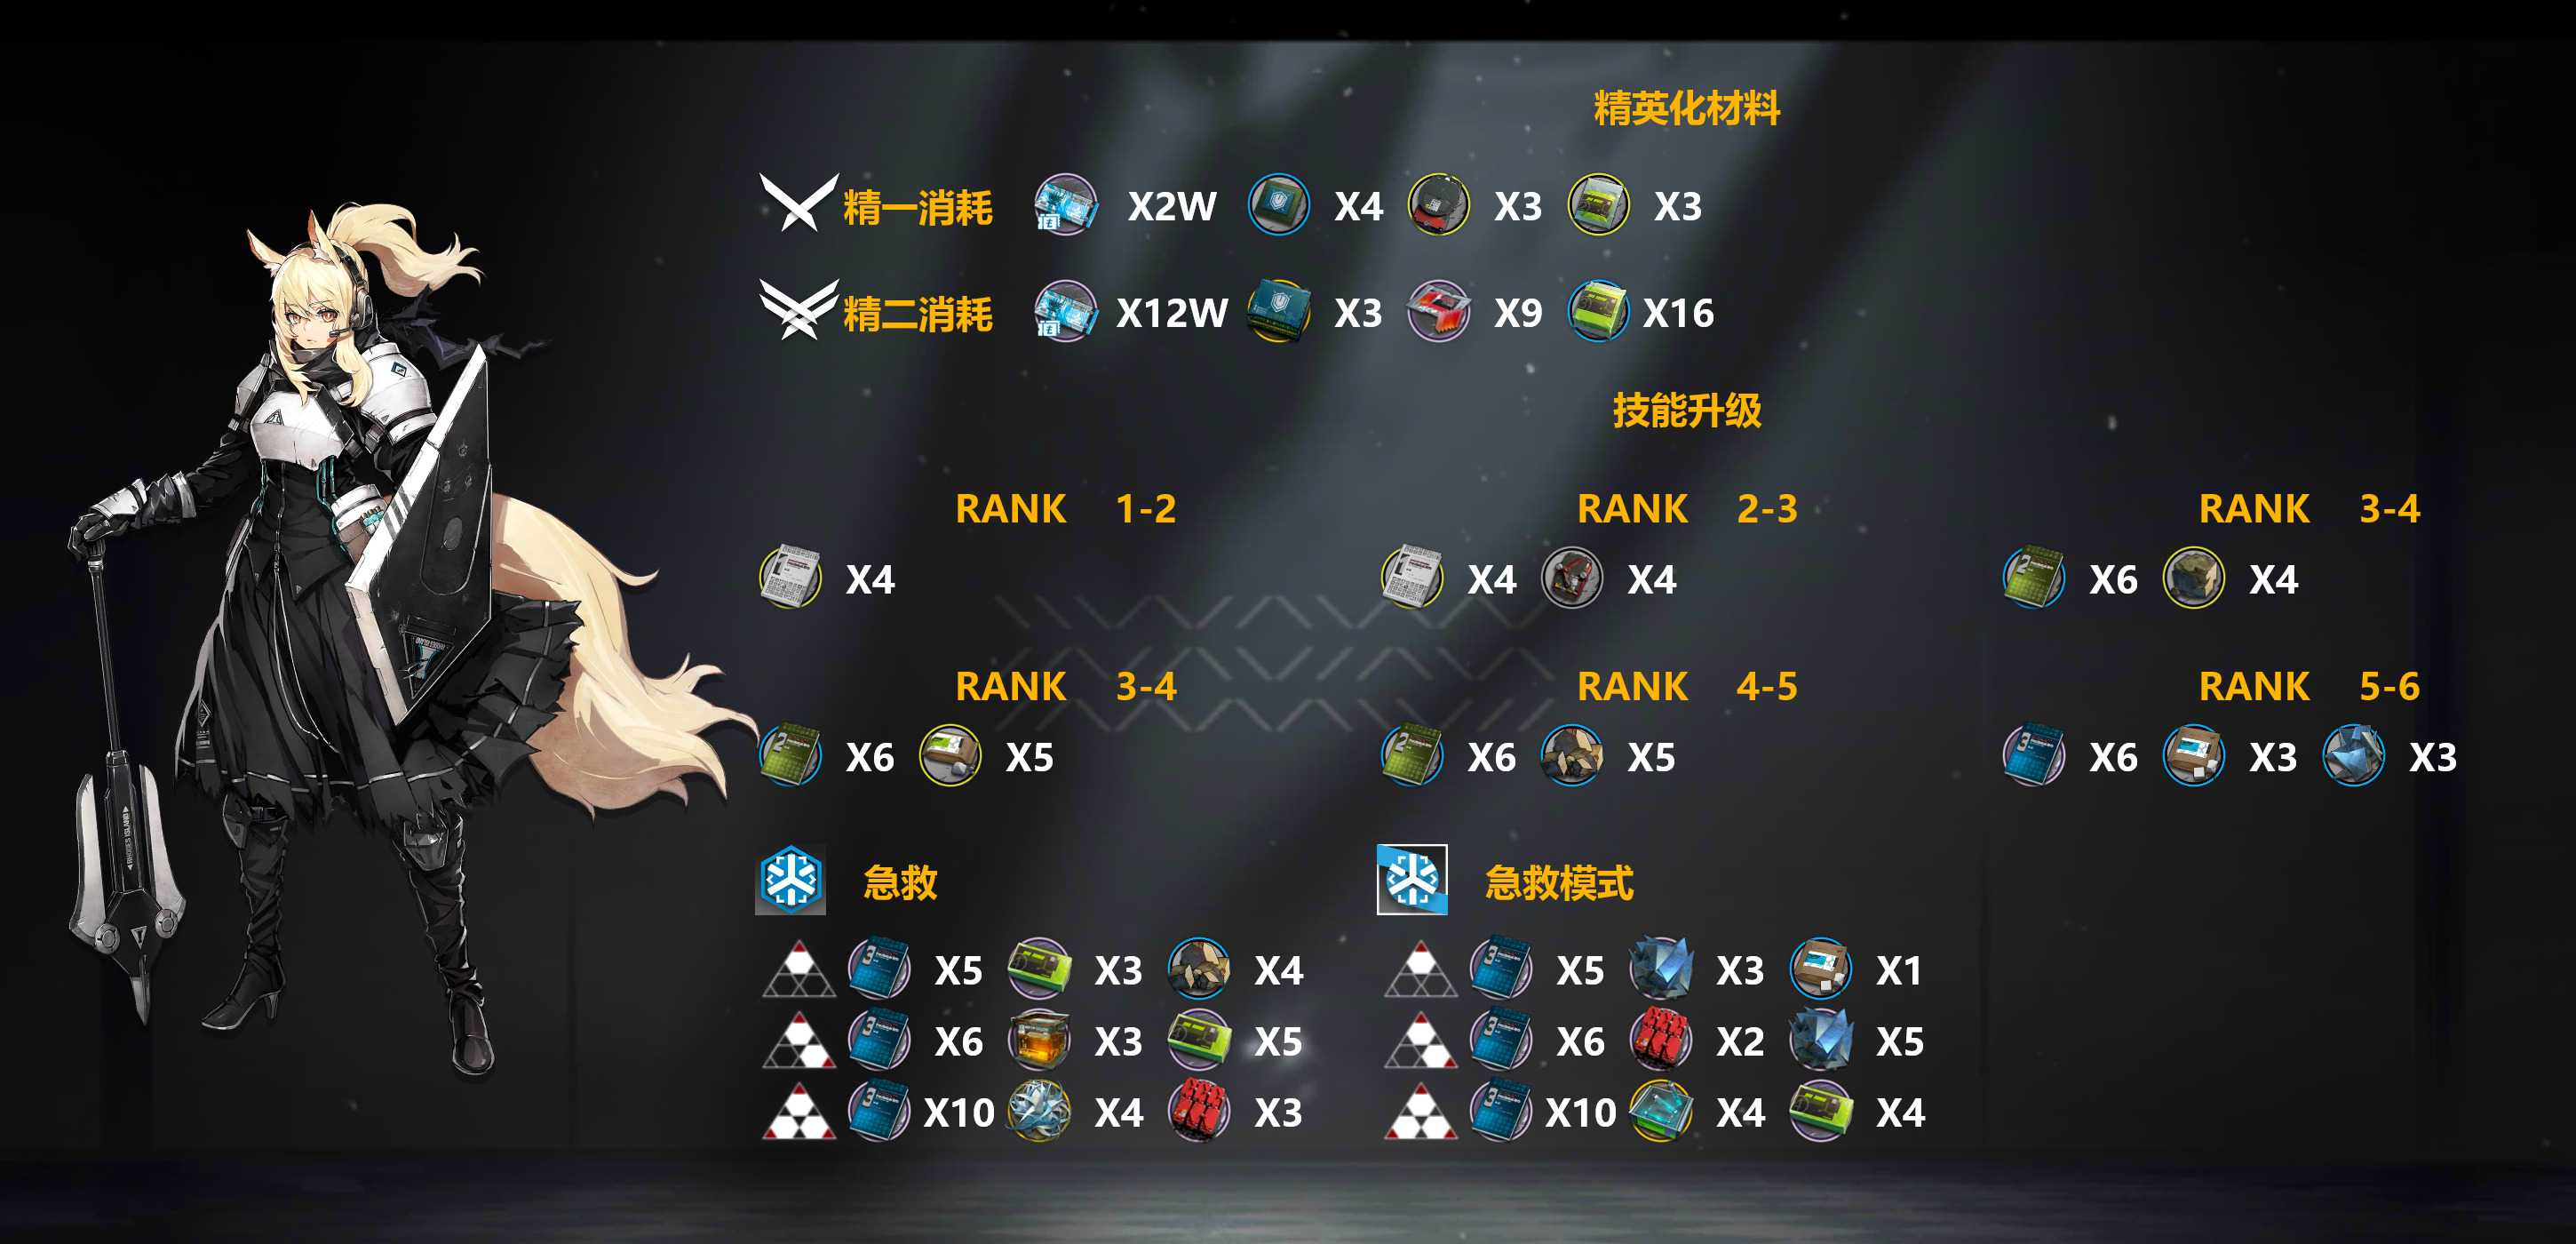 精英化材料
精一消耗 X2W X4 X3 X3
精二消耗 X12W X3 X9 X16
技能升级
RANK 1-2 RANK 2-3 RANK 3-4
X4 X4 X4 X6 X4
RANK 3-4 RANK 4-5 RANK 5-6
X6 X5 X6 X5 X6 X3 X3
急救 急救模式
X5 X3 X4 X5 X3 X1
X6 X3 X5 X6 X2 X5
X10 X4 X3 X10 X4 X4